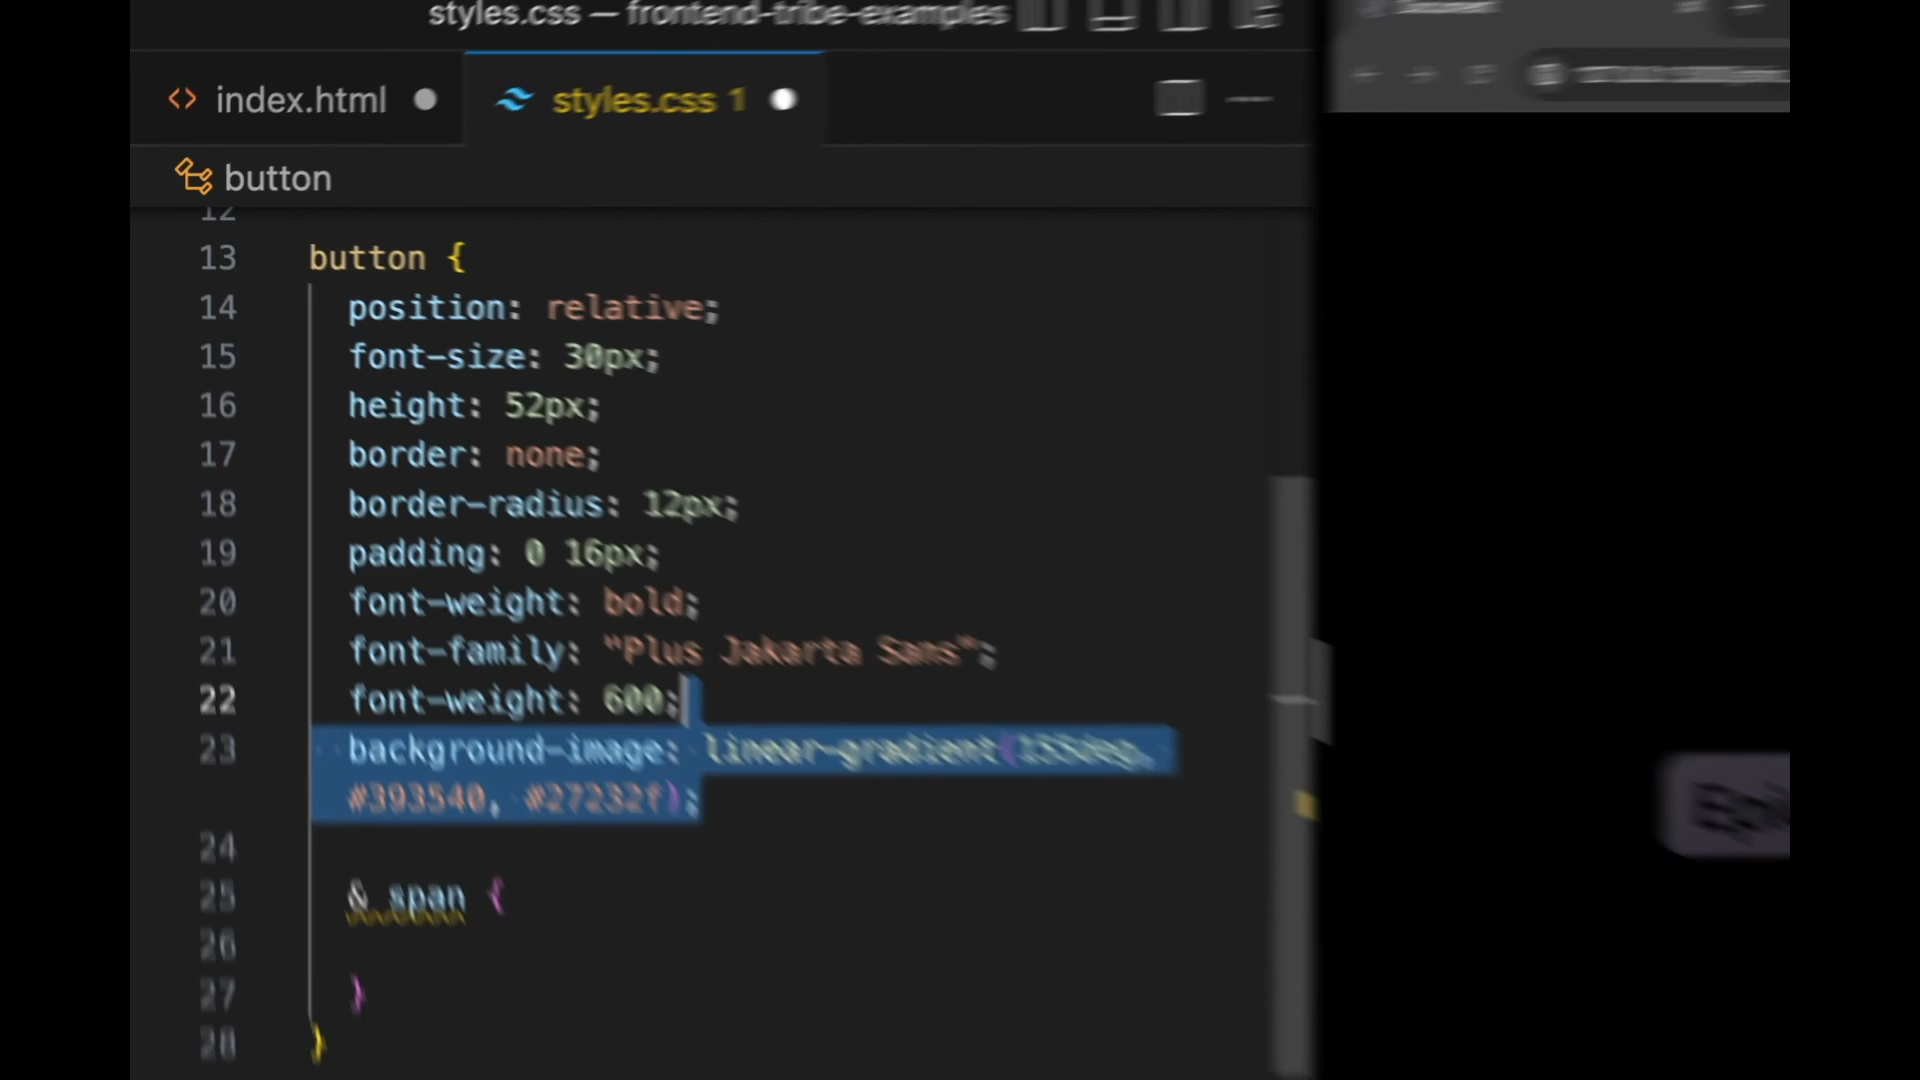 styles.css — frontend-tribe-examples
index.html
styles.css 1
button
12
13 button {
14 position: relative;
15 font-size: 30px;
16 height: 52px;
17 border: none;
18 border-radius: 12px;
19 padding: 0 16px;
20 font-weight: bold;
21 font-family: "Plus Jakarta Sans";
22 font-weight: 600;
23 background-image: linear-gradient(155deg,
#393540, #27232f);
24
25 & span {
26
27 }
28 }
Document